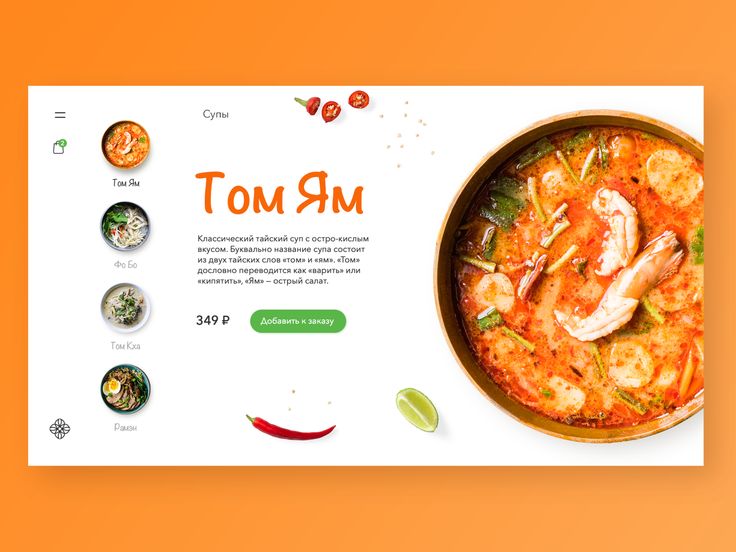 Супы
2
Том Ям
Фо Бо
Том Кха
Рамэн
Том Ям
Классический тайский суп с остро-кислым
вкусом. Буквально название супа состоит
из двух тайских слов «том» и «ям». «Том»
дословно переводится как «варить» или
«кипятить», «Ям» — острый салат.
349 ₽
Добавить к заказу